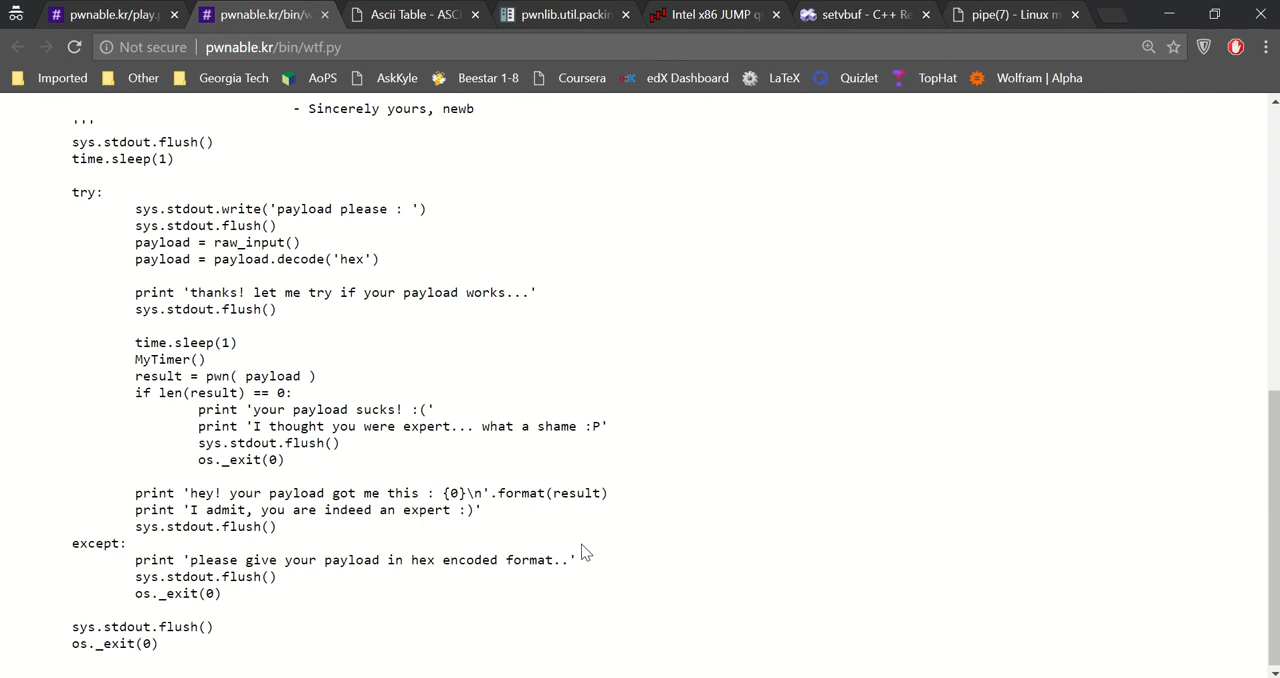 pwnable.kr/play.
pwnable.kr/bin/w
Ascii Table - ASC
pwnlib.util.packin
Intel x86 JUMP q
setvbuf - C++ Re
pipe(7) - Linux m
Not secure pwnable.kr/bin/wtf.py
Imported Other Georgia Tech AoPS AskKyle Beestar 1-8 Coursera edX Dashboard LaTeX Quizlet TopHat Wolfram | Alpha
- Sincerely yours, newb
'''
sys.stdout.flush()
time.sleep(1)
try:
sys.stdout.write('payload please : ')
sys.stdout.flush()
payload = raw_input()
payload = payload.decode('hex')
print 'thanks! let me try if your payload works...'
sys.stdout.flush()
time.sleep(1)
MyTimer()
result = pwn( payload )
if len(result) == 0:
print 'your payload sucks! :('
print 'I thought you were expert... what a shame :P'
sys.stdout.flush()
os._exit(0)
print 'hey! your payload got me this : {0}\n'.format(result)
print 'I admit, you are indeed an expert :)'
sys.stdout.flush()
except:
print 'please give your payload in hex encoded format..'
sys.stdout.flush()
os._exit(0)
sys.stdout.flush()
os._exit(0)